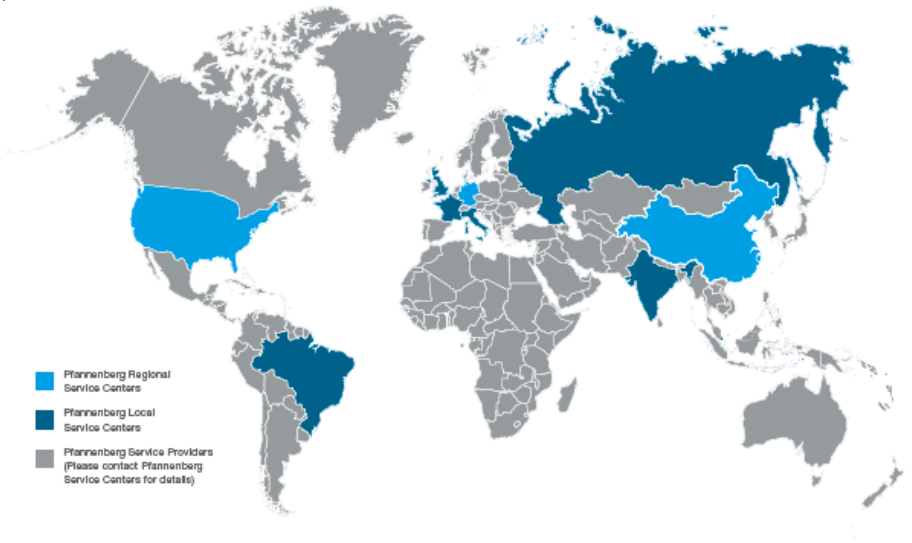 Pfannenberg Regional
Service Centers
Pfannenberg Local
Service Centers
Pfannenberg Service Providers
(Please contact Pfannenberg
Service Centers for details)